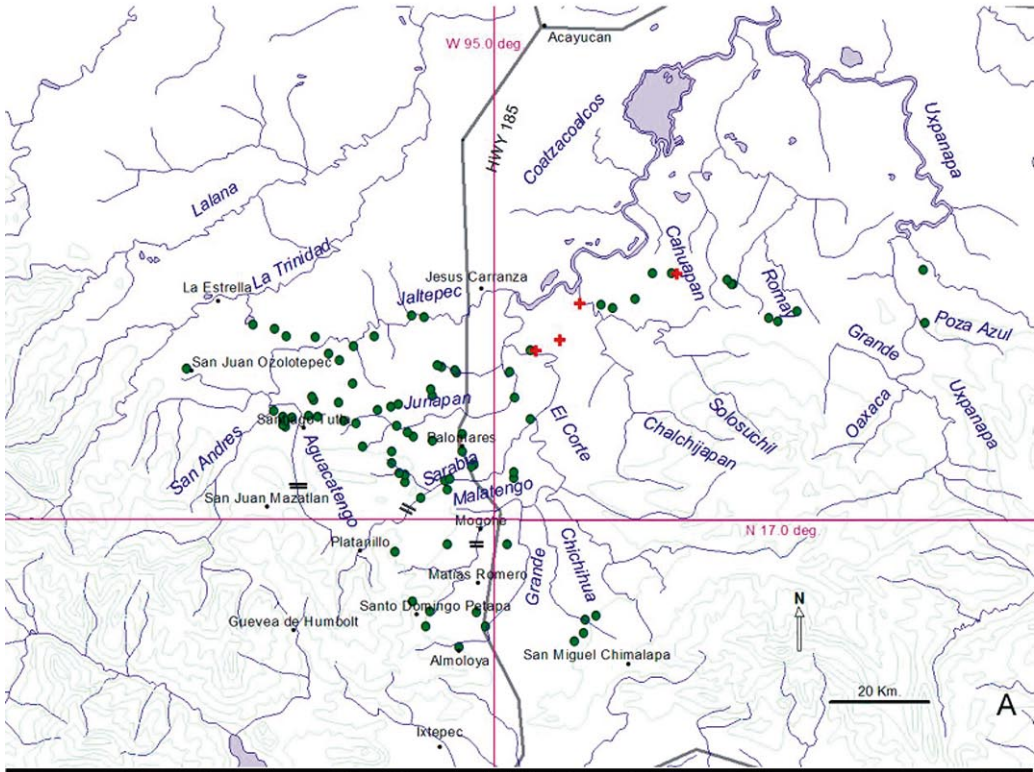 Acayucan
W 95.0 deg
HWY 185
Coatzacoalcos
Uxpanapa
Lalana
La Trinidad
Cahuapan
Jesus Carranza
La Estrella
Jaltepec
Romay
Poza Azul
Grande
San Juan Ozolotepec
Junapan
El Corte
Solosuchil
Oaxaca
Uxpanapa
Santiago Tutla
Chalchijapan
Palomares
San Andres
Aguacatengo
Sarabia
San Juan Mazatlan
Malatengo
Mogone
N 17.0 deg.
Platanillo
Grande
Chichihua
Matias Romero
Santo Domingo Petapa
N
Guevea de Humbolt
Almoloya
San Miguel Chimalapa
20 Km.
A
Ixtepec